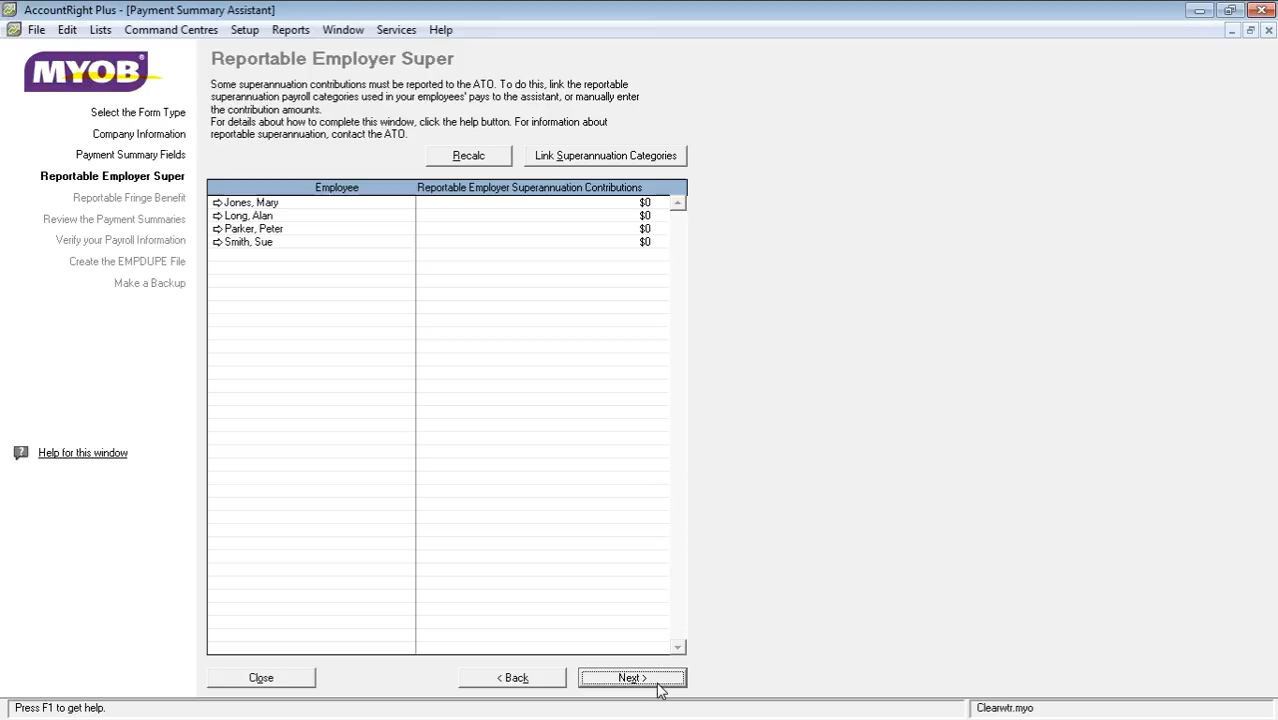 AccountRight Plus - [Payment Summary Assistant]
File Edit Lists Command Centres Setup Reports Window Services Help
MYOB
Select the Form Type
Company Information
Payment Summary Fields
Reportable Employer Super
Reportable Fringe Benefit
Review the Payment Summaries
Verify your Payroll Information
Create the EMPDUPE File
Make a Backup
Help for this window
Reportable Employer Super
Some superannuation contributions must be reported to the ATO. To do this, link the reportable
superannuation payroll categories used in your employees' pays to the assistant, or manually enter
the contribution amounts.
For details about how to complete this window, click the help button. For information about
reportable superannuation, contact the ATO.
Recalc Link Superannuation Categories
Employee Reportable Employer Superannuation Contributions
Jones, Mary $0
Long, Alan $0
Parker, Peter $0
Smith, Sue $0
Close < Back Next >
Press F1 to get help. Clearwtr.myo